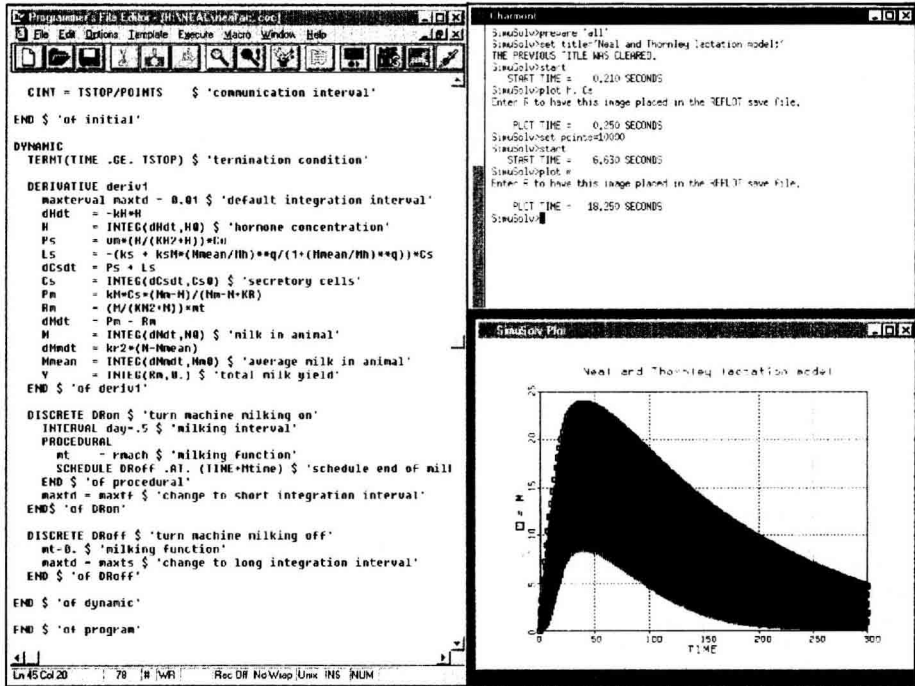 Programmer's File Editor - [H:\NEAL\neal
File Edit Options Template Execute Macro Window Help
CINT = TSTOP/POINTS $ 'communication interval'
END $ 'of initial'
DYNAMIC
TERMT(TIME .GE. TSTOP) $ 'termination condition'
DERIVATIVE deriv1
maxterval maxtd = 0.01 $ 'default integration interval'
dHdt = -kH*H
H = INTEG(dHdt,H0) $ 'hormone concentration'
Ps = um*(H/(KH2+H))*Cu
Ls = -(ks + ksM*(Mmean/Mh)**q/(1+(Mmean/Mh)**q))*Cs
dCsdt = Ps + Ls
Cs = INTEG(dCsdt,Cs0) $ 'secretory cells'
Pm = kM*Cs*(Mm-M)/(Mm-M+KR)
Rm = (M/(KM2+M))*mt
dMdt = Pm - Rm
M = INTEG(dMdt,M0) $ 'milk in animal'
dMmdt = kr2*(M-Mmean)
Mmean = INTEG(dMmdt,Mm0) $ 'average milk in animal'
Y = INTEG(Rm,0.) $ 'total milk yield'
END $ 'of deriv1'
DISCRETE DRon $ 'turn machine milking on'
INTERVAL day=.5 $ 'milking interval'
PROCEDURAL
mt = rmach $ 'milking function'
SCHEDULE DRoff .AT. (TIME+Mtime) $ 'schedule end of mill
END $ 'of procedural'
maxtd = maxtf $ 'change to short integration interval'
END$ 'of DRon'
DISCRETE DRoff $ 'turn machine milking off'
mt=0. $ 'milking function'
maxtd = maxts $ 'change to long integration interval'
END $ 'of DRoff'
END $ 'of dynamic'
END $ 'of program'
Ln 45 Col 20 78 # WR Rec Off No Wrap Unix INS NUM
SimuSolv>prepare 'all'
SimuSolv>set title='Neal and Thornley lactation model'
THE PREVIOUS TITLE WAS CLEARED.
SimuSolv>start
START TIME = 0.210 SECONDS
SimuSolv>plot h, Cs
Enter R to have this image placed in the REPLOT save file.
PLOT TIME = 0.250 SECONDS
SimuSolv>set points=10000
SimuSolv>start
START TIME = 6.630 SECONDS
SimuSolv>plot m
Enter R to have this image placed in the REPLOT save file.
PLOT TIME = 18.250 SECONDS
SimuSolv>
SimuSolv Plot
Neal and Thornley lactation model
25
20
15
10
5
0
= M
0 50 100 150 200 250 300
TIME